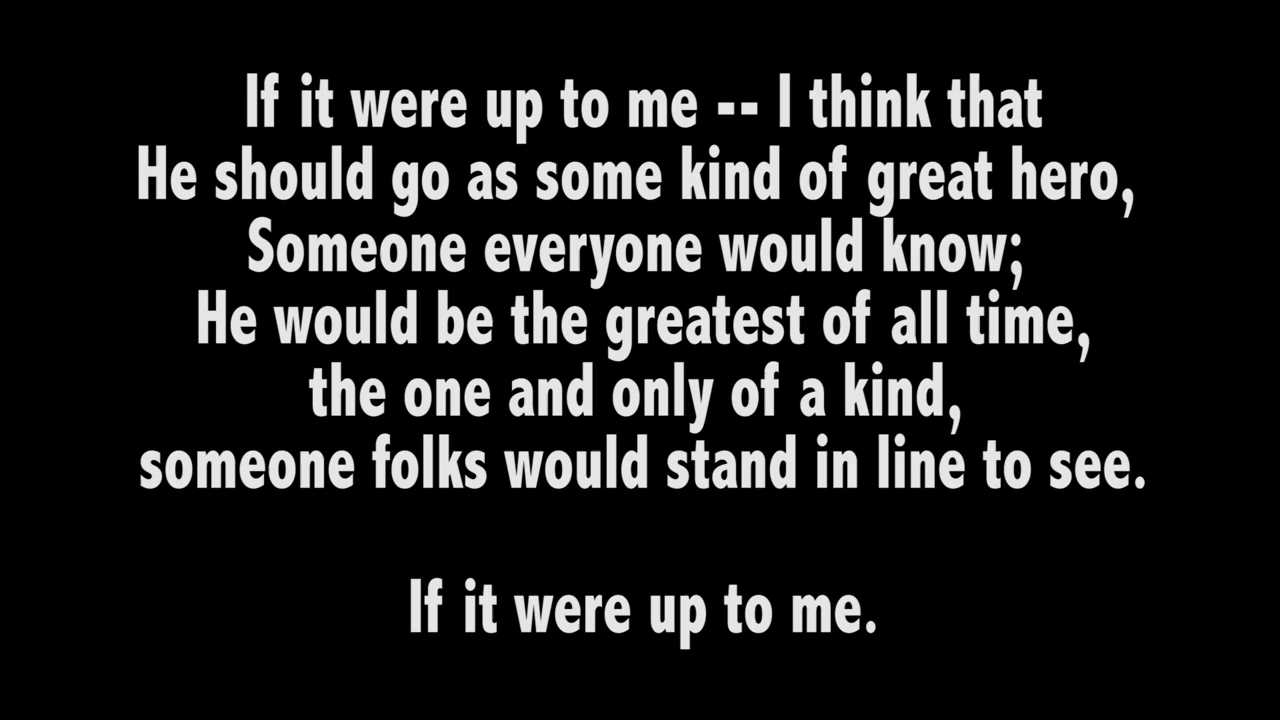 If it were up to me -- I think that
He should go as some kind of great hero,
Someone everyone would know;
He would be the greatest of all time,
the one and only of a kind,
someone folks would stand in line to see.
If it were up to me.